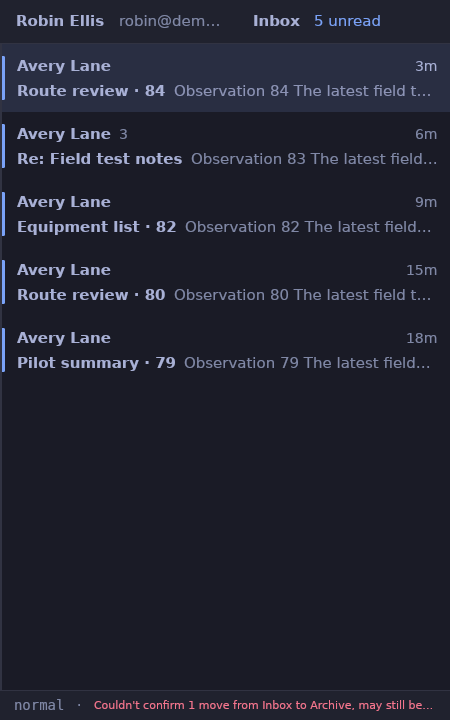 Robin Ellis robin@dem… Inbox 5 unread
Avery Lane 3m
Route review · 84 Observation 84 The latest field t…
Avery Lane 3 6m
Re: Field test notes Observation 83 The latest field…
Avery Lane 9m
Equipment list · 82 Observation 82 The latest field…
Avery Lane 15m
Route review · 80 Observation 80 The latest field t…
Avery Lane 18m
Pilot summary · 79 Observation 79 The latest field…
normal · Couldn't confirm 1 move from Inbox to Archive, may still be…